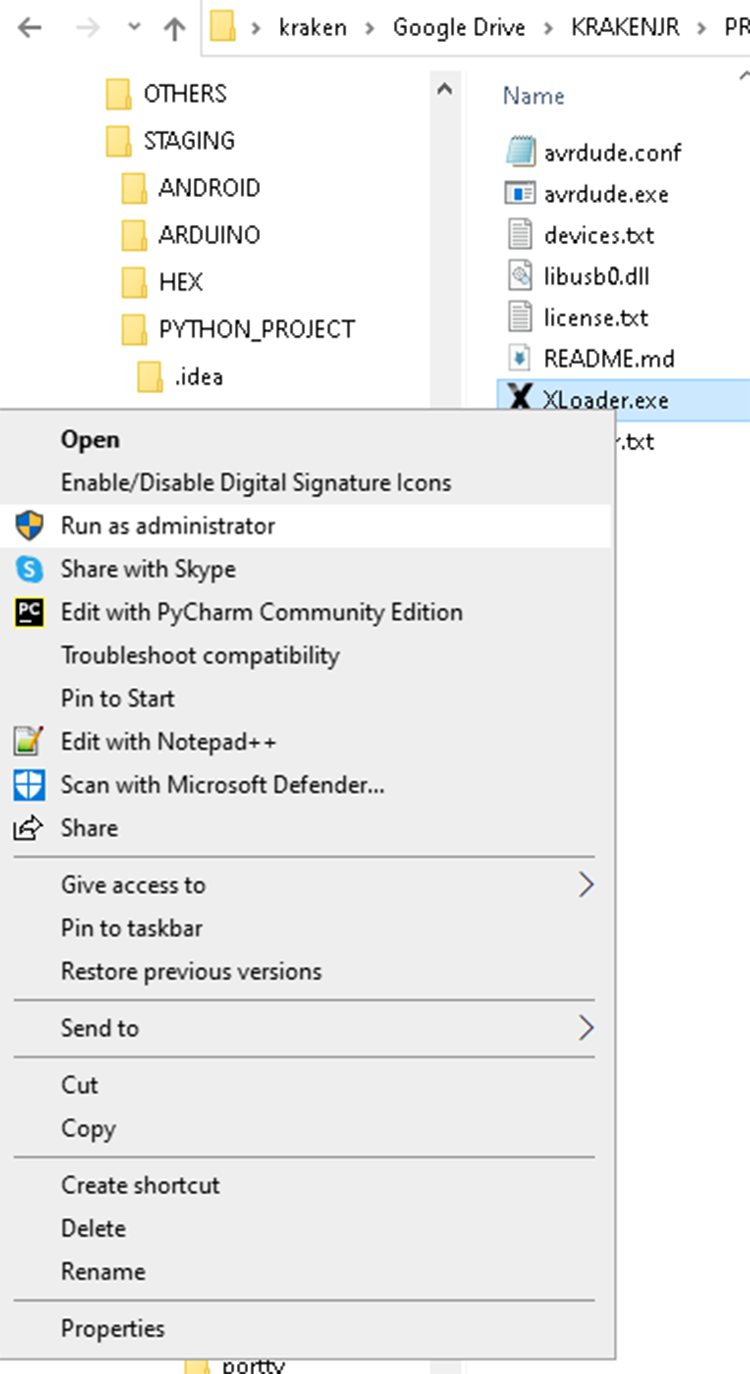 kraken > Google Drive > KRAKENJR > PR
OTHERS
STAGING
ANDROID
ARDUINO
HEX
PYTHON_PROJECT
.idea
Name
avrdude.conf
avrdude.exe
devices.txt
libusb0.dll
license.txt
README.md
XLoader.exe
r.txt
Open
Enable/Disable Digital Signature Icons
Run as administrator
S Share with Skype
PC Edit with PyCharm Community Edition
Troubleshoot compatibility
Pin to Start
Edit with Notepad++
Scan with Microsoft Defender...
Share
Give access to
Pin to taskbar
Restore previous versions
Send to
Cut
Copy
Create shortcut
Delete
Rename
Properties
portty